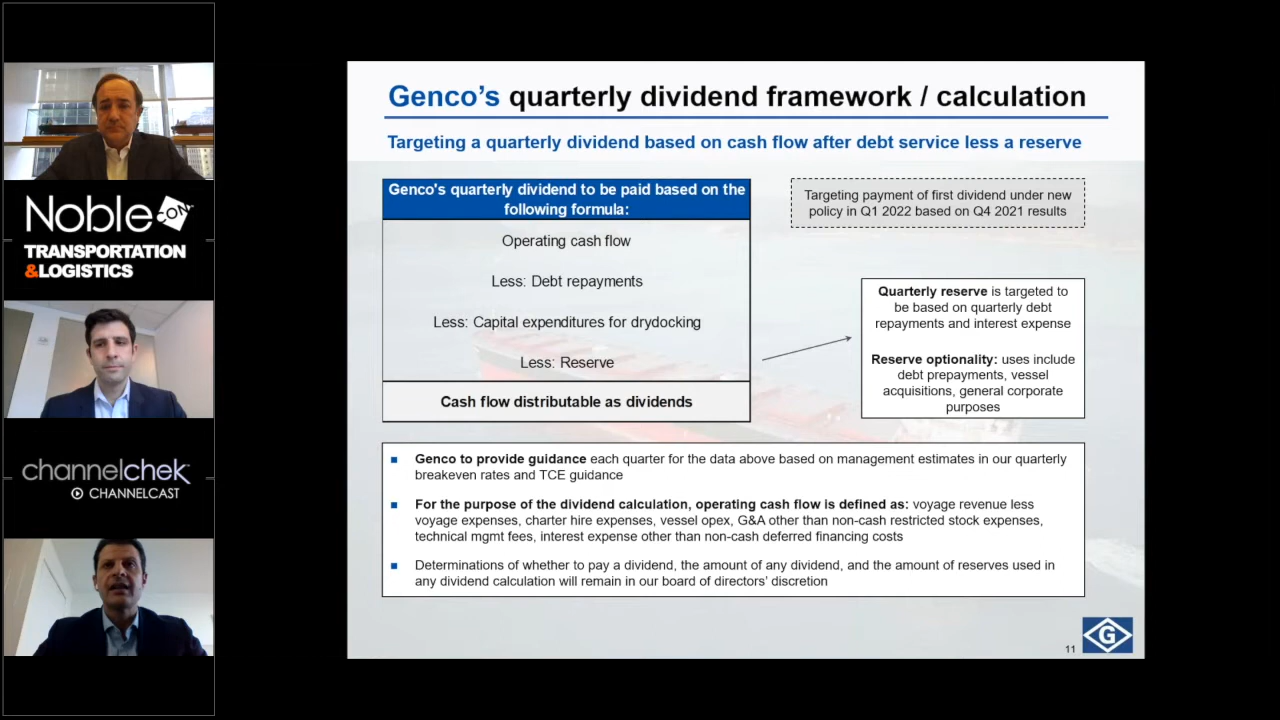 Noble
CON
TRANSPORTATION
&LOGISTICS
channelchek
CHANNELCAST
Genco's quarterly dividend framework / calculation
Targeting a quarterly dividend based on cash flow after debt service less a reserve
Genco's quarterly dividend to be paid based on the
following formula:
Operating cash flow
Less: Debt repayments
Less: Capital expenditures for drydocking
Less: Reserve
Cash flow distributable as dividends
Targeting payment of first dividend under new
policy in Q1 2022 based on Q4 2021 results
Quarterly reserve is targeted to
be based on quarterly debt
repayments and interest expense
Reserve optionality: uses include
debt prepayments, vessel
acquisitions, general corporate
purposes
Genco to provide guidance each quarter for the data above based on management estimates in our quarterly
breakeven rates and TCE guidance
For the purpose of the dividend calculation, operating cash flow is defined as: voyage revenue less
voyage expenses, charter hire expenses, vessel opex, G&A other than non-cash restricted stock expenses,
technical mgmt fees, interest expense other than non-cash deferred financing costs
Determinations of whether to pay a dividend, the amount of any dividend, and the amount of reserves used in
any dividend calculation will remain in our board of directors' discretion
11
G